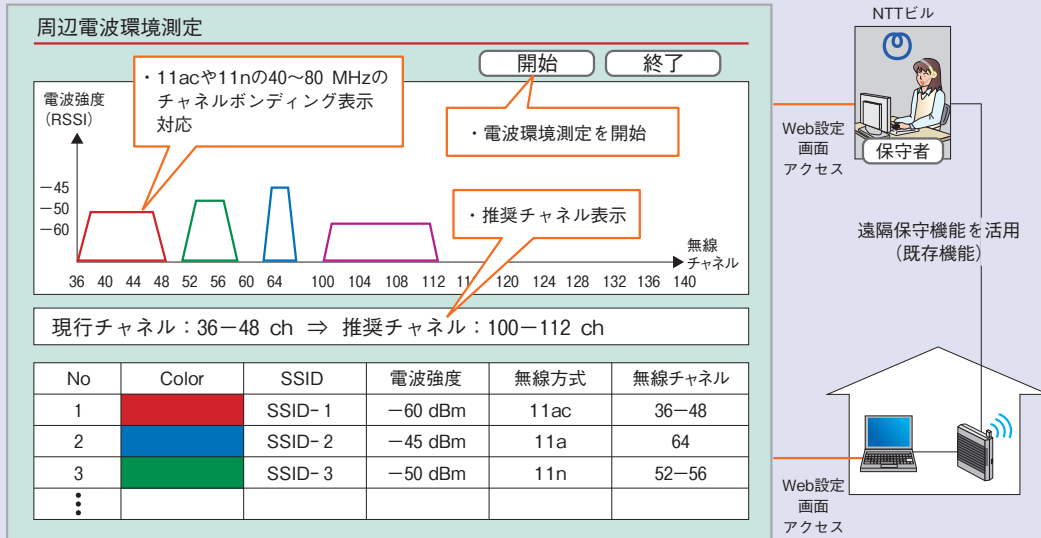 周辺電波環境測定
開始
終了
・11acや11nの40〜80 MHzの
チャネルボンディング表示
対応
・電波環境測定を開始
・推奨チャネル表示
電波強度
(RSSI)
−45
−50
−60
無線
チャネル
36 40 44 48 52 56 60 64 100 104 108 112 120 124 128 132 136 140
現行チャネル：36−48 ch ⇒ 推奨チャネル：100−112 ch
No Color SSID 電波強度 無線方式 無線チャネル
1 SSID-1 −60 dBm 11ac 36−48
2 SSID-2 −45 dBm 11a 64
3 SSID-3 −50 dBm 11n 52−56
NTTビル
保守者
Web設定
画面
アクセス
遠隔保守機能を活用
（既存機能）
Web設定
画面
アクセス